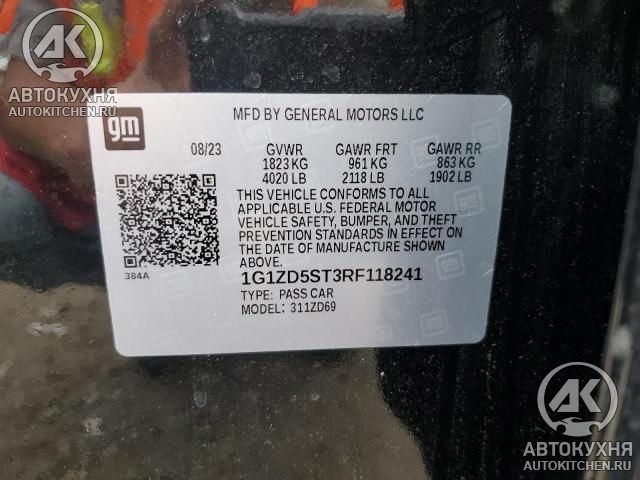 AK
АВТОКУХНЯ
AUTOKITCHEN.RU
gm
MFD BY GENERAL MOTORS LLC
08/23 GVWR GAWR FRT GAWR RR
1823 KG 961 KG 863 KG
4020 LB 2118 LB 1902 LB
THIS VEHICLE CONFORMS TO ALL
APPLICABLE U.S. FEDERAL MOTOR
VEHICLE SAFETY, BUMPER, AND THEFT
PREVENTION STANDARDS IN EFFECT ON
THE DATE OF MANUFACTURE SHOWN
ABOVE.
384A
1G1ZD5ST3RF118241
TYPE: PASS CAR
MODEL: 311ZD69
AK
АВТОКУХНЯ
AUTOKITCHEN.RU